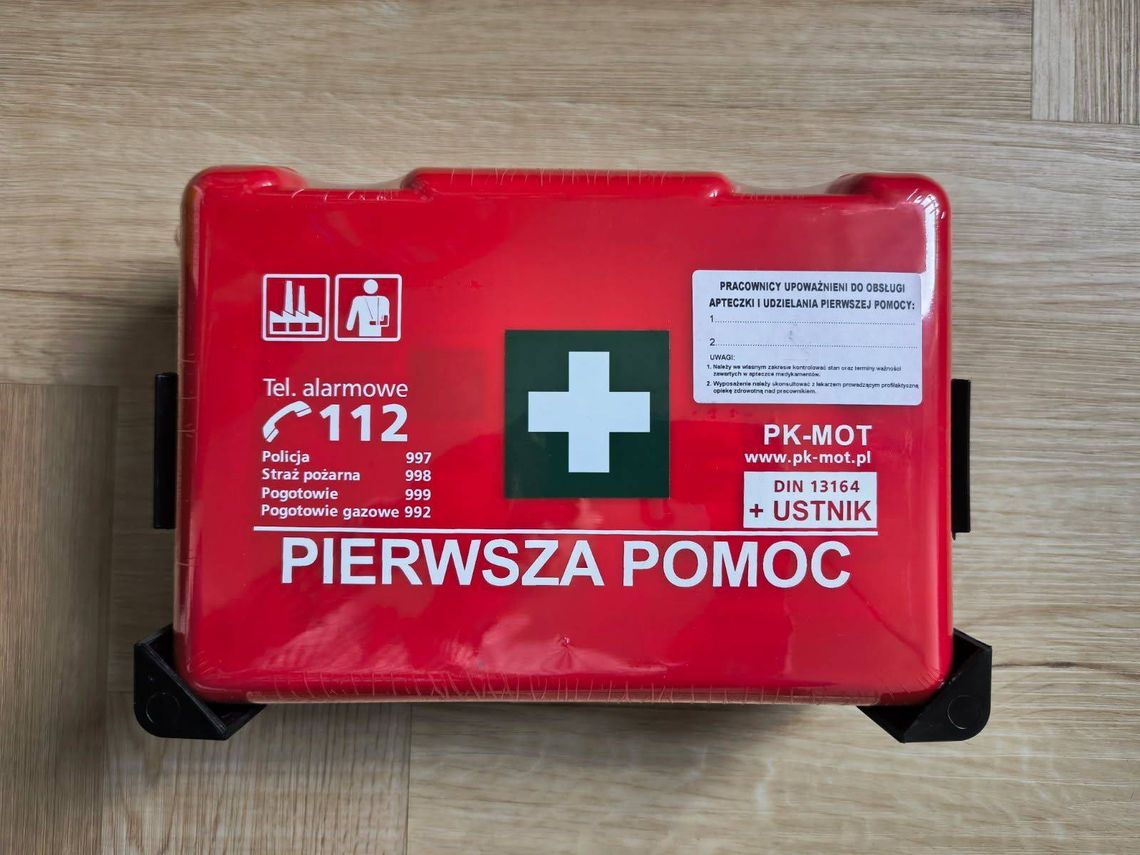 Tel. alarmowe
112
Policja 997
Straż pożarna 998
Pogotowie 999
Pogotowie gazowe 992
PRACOWNICY UPOWAŻNIENI DO OBSŁUGI
APTECZKI I UDZIELANIA PIERWSZEJ POMOCY:
1.
2.
UWAGI:
1. Należy we własnym zakresie kontrolować stan oraz terminy ważności
zawartych w apteczce medykamentów.
2. Wyposażenie należy skonsultować z lekarzem prowadzącym profilaktyczną
opiekę zdrowotną nad pracownikiem.
PK-MOT
www.pk-mot.pl
DIN 13164
+ USTNIK
PIERWSZA POMOC